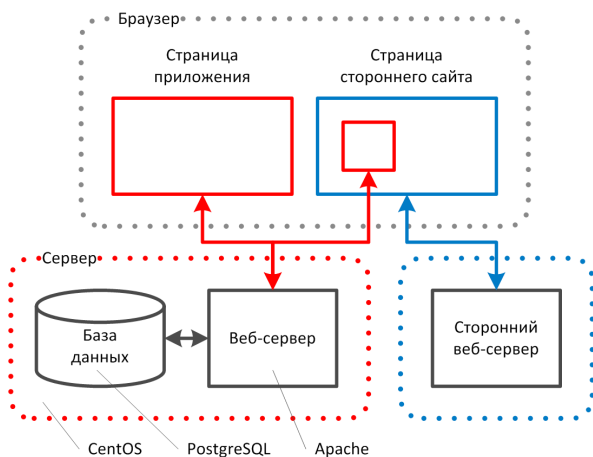 Браузер
Страница
приложения
Страница
стороннего сайта
Сервер
База
данных
Веб-сервер
Сторонний
веб-сервер
CentOS
PostgreSQL
Apache